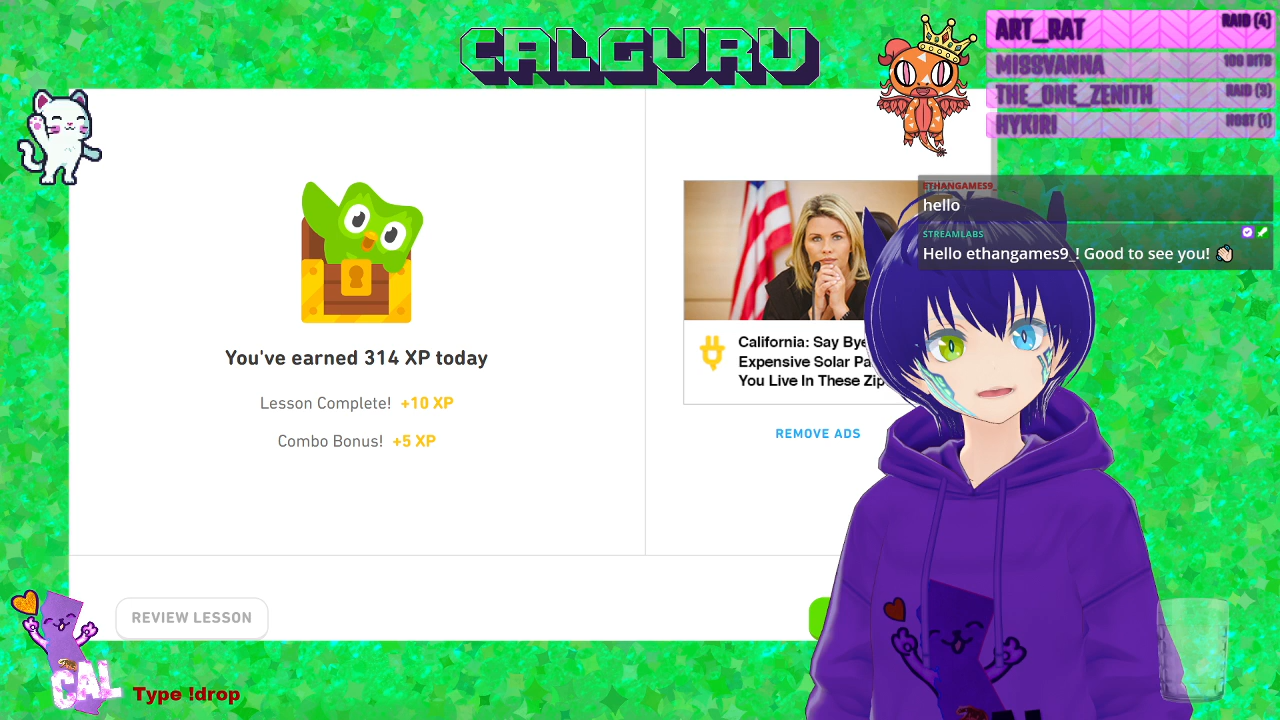 CALGURU
ART_RAT RAID (4)
MISSVANNA 100 BITS
THE_ONE_ZENITH RAID (3)
HYKIRI HOST (1)
ETHANGAMES9_
hello
STREAMLABS
Hello ethangames9_! Good to see you! 👋🏻
You've earned 314 XP today
Lesson Complete! +10 XP
Combo Bonus! +5 XP
California: Say Bye
Expensive Solar Pa
You Live In These Zip
REMOVE ADS
REVIEW LESSON
CAL
Type !drop